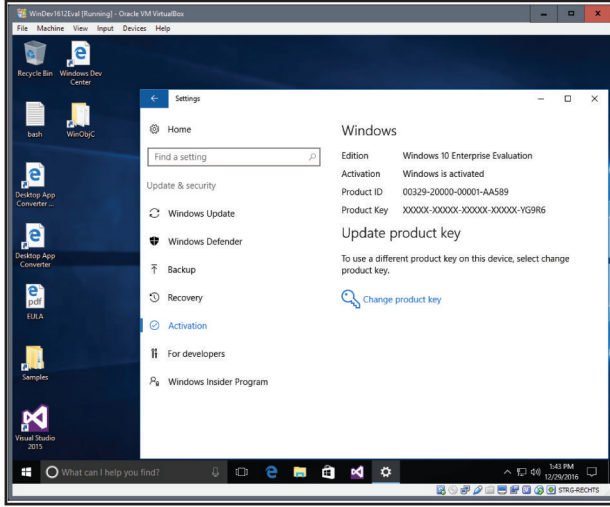 WinDev1612Eval [Running] - Oracle VM VirtualBox
File Machine View Input Devices Help
Recycle Bin
Windows Dev
Center
bash
WinObjC
Desktop App
Converter ...
Desktop App
Converter
pdf
EULA
Samples
Visual Studio
2015
Settings
Home
Find a setting
Update & security
Windows Update
Windows Defender
Backup
Recovery
Activation
For developers
Windows Insider Program
Windows
Edition Windows 10 Enterprise Evaluation
Activation Windows is activated
Product ID 00329-20000-00001-AA589
Product Key XXXXX-XXXXX-XXXXX-XXXXX-YG9R6
Update product key
To use a different product key on this device, select change
product key.
Change product key
What can I help you find?
1:43 PM
12/29/2016
STRG-RECHTS